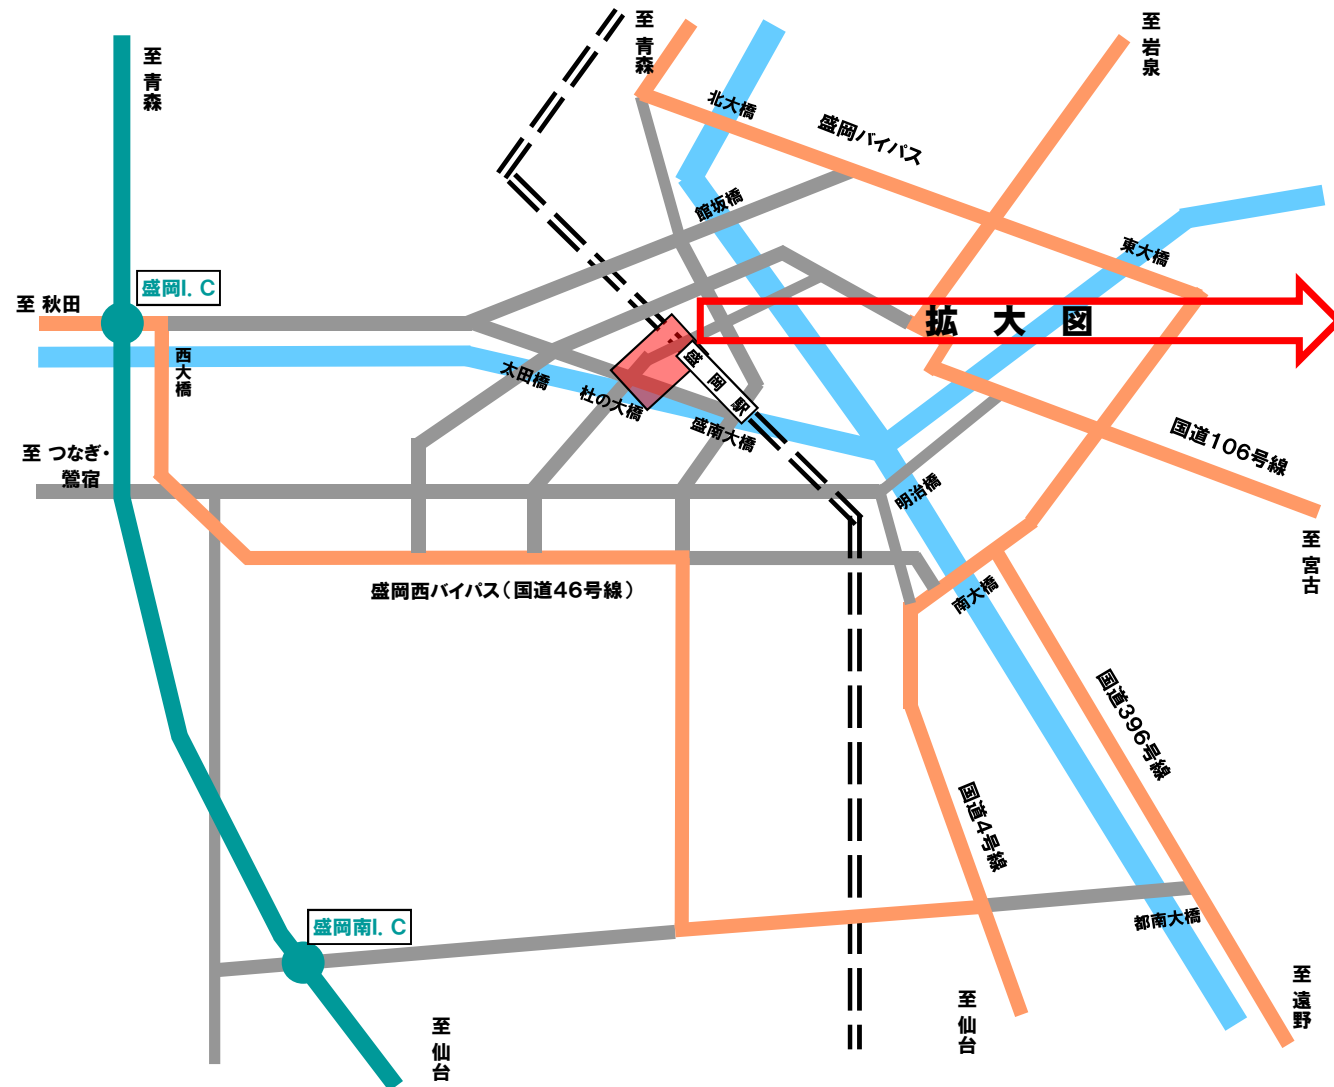 至 青森
至 岩泉
至 青森
北大橋
盛岡バイパス
館坂橋
東大橋
盛岡I. C
至 秋田
拡 大 図
西大橋
太田橋
杜の大橋
盛岡駅
盛南大橋
国道106号線
至 つなぎ・
鶯宿
明治橋
至 宮古
盛岡西バイパス（国道46号線）
南大橋
国道396号線
国道4号線
盛岡南I. C
都南大橋
至 遠野
至 仙台
至 仙台